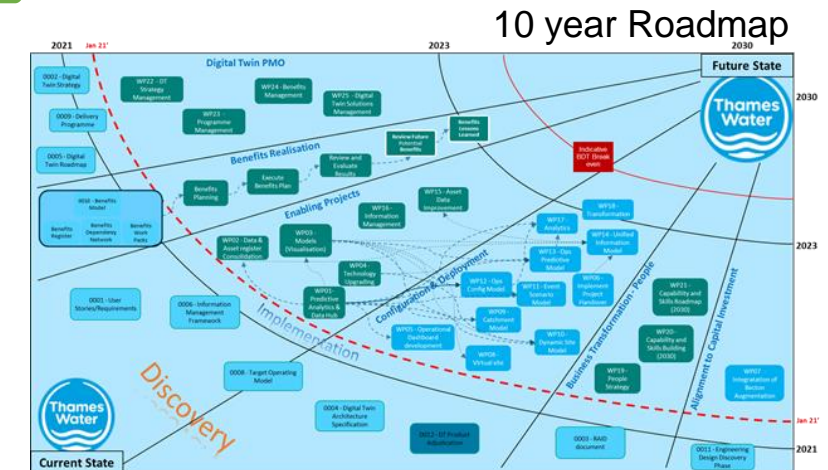 10 year Roadmap
2021
Jan 21'
2023
2030
Digital Twin PMO
Future State
0002 - Digital
Twin Strategy
WP22 - DT
Strategy
Management
WP24 - Benefits
Management
WP25 - Digital
Twin Solutions
Management
2030
Thames
Water
0009 - Delivery
Programme
WP23 -
Programme
Management
Benefits
Lessons
Learned
Review Future
Potential
Benefits
0005 - Digital
Twin Roadmap
Benefits Realisation
Review and
Evaluate
Results
Indicative
BDT Break
even
Execute
Benefits Plan
Benefits
Planning
Benefits
Model
Benefits
Register
Benefits
Dependency
Network
Benefits
Work
Packs
Enabling Projects
WP15 - Asset
Data
Improvement
WP16 -
Information
Management
WP18 -
Transformation
WP17 -
Analytics
WP02 - Data &
Asset register
Consolidation
WP03 -
Models
(Visualisation)
WP14 - Unified
Information
Model
2023
WP13 - Ops
Predictive
Model
WP04 -
Technology
Upgrading
Configuration & Deployment
WP12 - Ops
Config Model
WP11 - Event
Scenario
Model
WP06 -
Implement
Project
WP21 -
Capability and
Skills Roadmap
(2030)
0001 - User
Stories/Requirements
0006 - Information
Management
Framework
WP01-
Predictive
Analytics &
Data Hub
WP09 -
Catchment
Model
Implementation
WP05 - Operational
Dashboard
development
WP10 -
Dynamic Site
Model
WP20 -
Capability and
Skills Building
(2030)
WP08 -
Virtual site
Business Transformation - People
Alignment to Capital Investment
0008 - Target Operating
Model
WP19 -
People
Strategy
WP07
Augmentation
Discovery
Thames
Water
0004 - Digital Twin
Architecture
Specification
Jan 21'
0012 - DT Product
0003 - RAID
document
2021
0011 - Engineering
Design Discovery
Phase
Current State